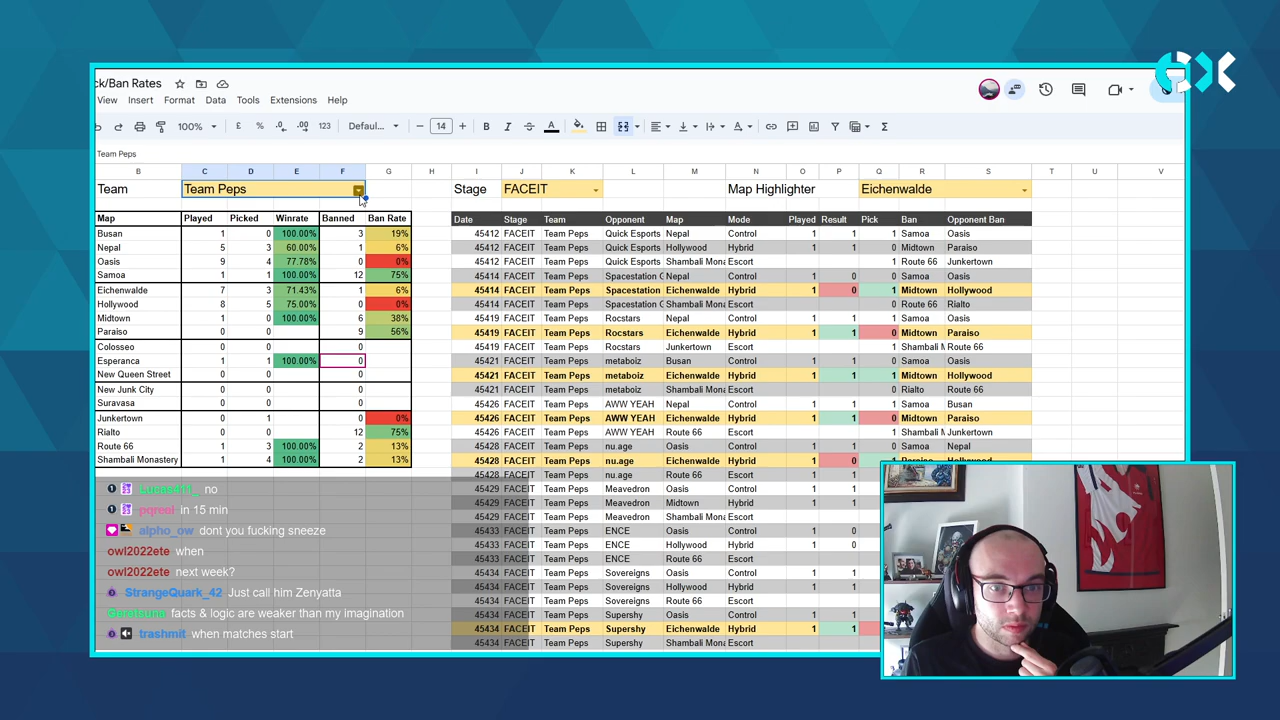 ck/Ban Rates
View Insert Format Data Tools Extensions Help
100% £ % .0 .00 123 Defaul... 14 B I A
Team Peps
B C D E F G H I J K L M N O P Q R S T U V
Team Team Peps Stage FACEIT Map Highlighter Eichenwalde
Map Played Picked Winrate Banned Ban Rate
Busan 1 0 100.00% 3 19%
Nepal 5 3 60.00% 1 6%
Oasis 9 4 77.78% 0 0%
Samoa 1 1 100.00% 12 75%
Eichenwalde 7 3 71.43% 1 6%
Hollywood 8 5 75.00% 0 0%
Midtown 1 0 100.00% 6 38%
Paraiso 0 0 9 56%
Colosseo 0 0 0
Esperanca 1 1 100.00% 0
New Queen Street 0 0 0
New Junk City 0 0 0
Suravasa 0 0 0
Junkertown 0 1 0 0%
Rialto 0 0 12 75%
Route 66 1 3 100.00% 2 13%
Shambali Monastery 1 4 100.00% 2 13%
Date Stage Team Opponent Map Mode Played Result Pick Ban Opponent Ban
45412 FACEIT Team Peps Quick Esports Nepal Control 1 1 1 Samoa Oasis
45412 FACEIT Team Peps Quick Esports Hollywood Hybrid 1 1 0 Midtown Paraiso
45412 FACEIT Team Peps Quick Esports Shambali Mona Escort 1 Route 66 Junkertown
45414 FACEIT Team Peps Spacestation G Nepal Control 1 0 0 Samoa Oasis
45414 FACEIT Team Peps Spacestation Eichenwalde Hybrid 1 0 1 Midtown Hollywood
45414 FACEIT Team Peps Spacestation G Shambali Mona Escort 0 Route 66 Rialto
45419 FACEIT Team Peps Rocstars Nepal Control 1 1 1 Samoa Oasis
45419 FACEIT Team Peps Rocstars Eichenwalde Hybrid 1 1 0 Midtown Paraiso
45419 FACEIT Team Peps Rocstars Junkertown Escort 1 Shambali M Route 66
45421 FACEIT Team Peps metaboiz Busan Control 1 1 0 Samoa Oasis
45421 FACEIT Team Peps metaboiz Eichenwalde Hybrid 1 1 1 Midtown Hollywood
45421 FACEIT Team Peps metaboiz Shambali Mona Escort 1 Rialto Route 66
45426 FACEIT Team Peps AWW YEAH Nepal Control 1 1 1 Samoa Busan
45426 FACEIT Team Peps AWW YEAH Eichenwalde Hybrid 1 1 0 Midtown Paraiso
45426 FACEIT Team Peps AWW YEAH Route 66 Escort 1 Shambali M Junkertown
45428 FACEIT Team Peps nu.age Oasis Control 1 1 0 Samoa Nepal
45428 FACEIT Team Peps nu.age Eichenwalde Hybrid 1 0
45428 FACEIT Team Peps nu.age Route 66 Escort
45429 FACEIT Team Peps Meavedron Oasis Control 1 1
45429 FACEIT Team Peps Meavedron Midtown Hybrid 1 1
45429 FACEIT Team Peps Meavedron Shambali Mona Escort
45433 FACEIT Team Peps ENCE Oasis Control 1 0
45433 FACEIT Team Peps ENCE Hollywood Hybrid 1 0
45433 FACEIT Team Peps ENCE Route 66 Escort
45434 FACEIT Team Peps Sovereigns Oasis Control 1 1
45434 FACEIT Team Peps Sovereigns Hollywood Hybrid 1 1
45434 FACEIT Team Peps Sovereigns Route 66 Escort
45434 FACEIT Team Peps Supershy Oasis Control 1 1
45434 FACEIT Team Peps Supershy Eichenwalde Hybrid 1 1
45434 FACEIT Team Peps Supershy Shambali Mona Escort
no
pqreol in 15 min
alpho_ow dont you fucking sneeze
owl2022ete when
owl2022ete next week?
StrangeQuark_42 Just call him Zenyatta
facts & logic are weaker than my imagination
trashmit when matches start